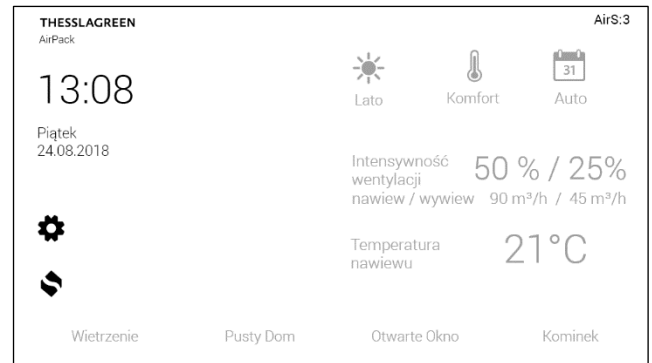 THESSLAGREEN
AirPack
AirS:3
13:08
31
Lato
Komfort
Auto
Piątek
24.08.2018
Intensywność
wentylacji
nawiew / wywiew
50 % / 25%
90 m³/h / 45 m³/h
Temperatura
nawiewu
21°C
Wietrzenie
Pusty Dom
Otwarte Okno
Kominek